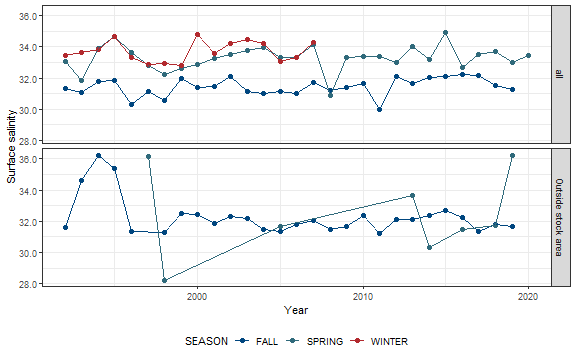 36.0
34.0
32.0
30.0
28.0
all
Surface salinity
36.0
34.0
32.0
30.0
28.0
Outside stock area
2000
2010
2020
Year
SEASON FALL SPRING WINTER